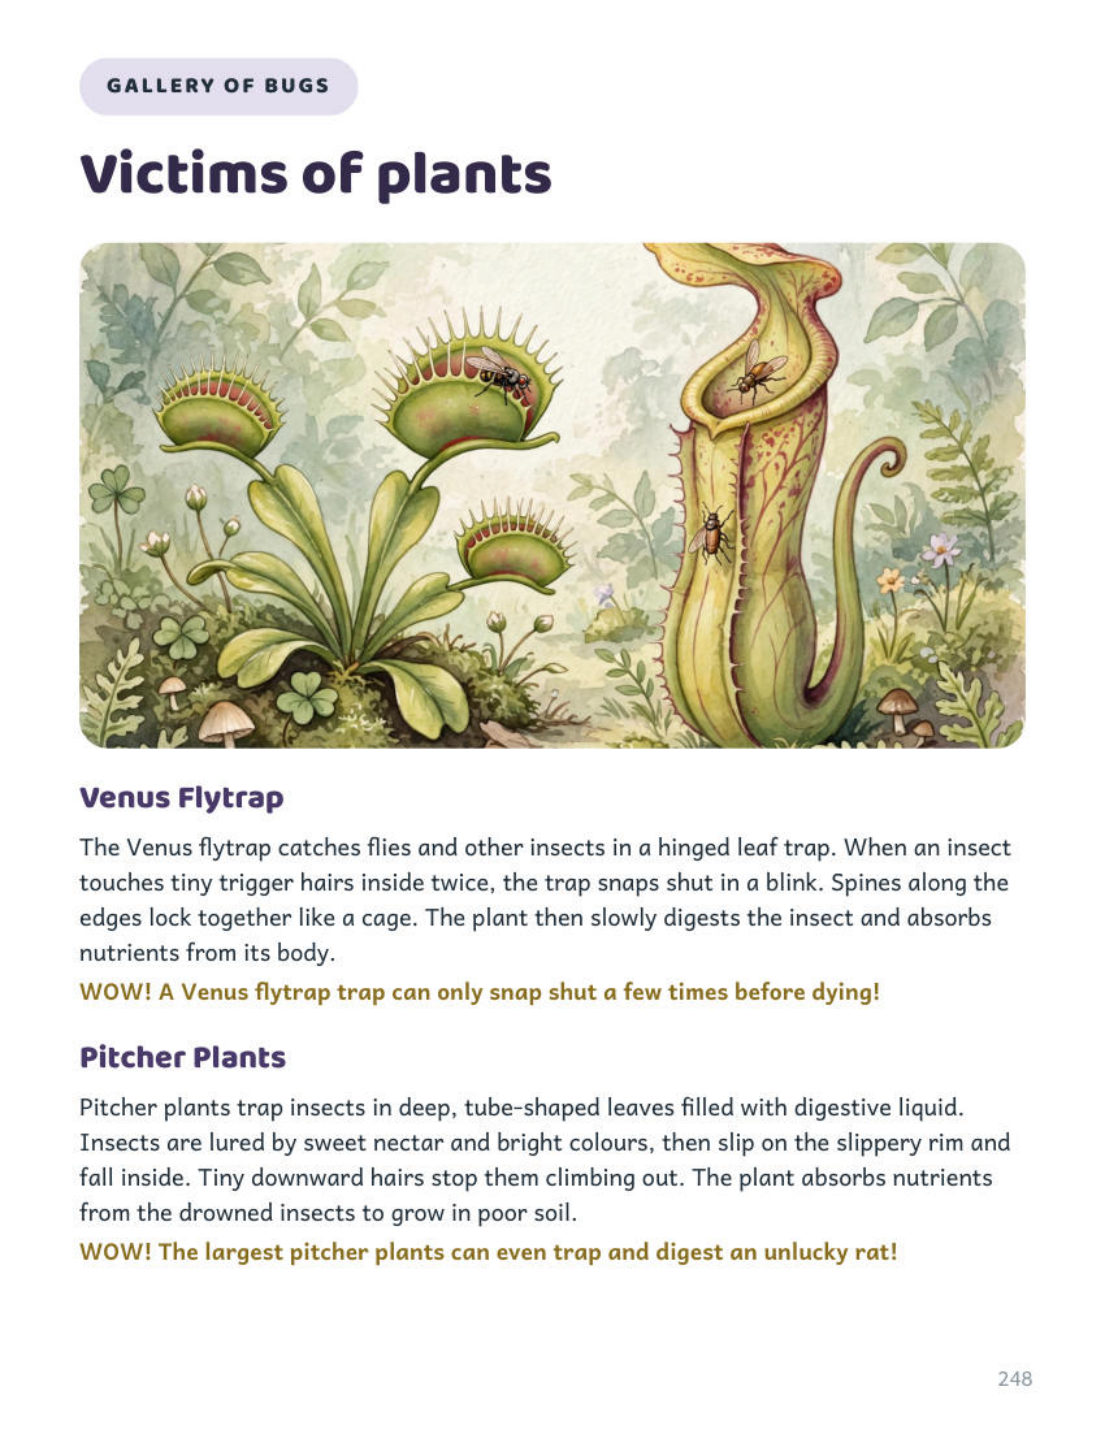 GALLERY OF BUGS
Victims of plants
Venus Flytrap
The Venus flytrap catches flies and other insects in a hinged leaf trap. When an insect
touches tiny trigger hairs inside twice, the trap snaps shut in a blink. Spines along the
edges lock together like a cage. The plant then slowly digests the insect and absorbs
nutrients from its body.
WOW! A Venus flytrap trap can only snap shut a few times before dying!
Pitcher Plants
Pitcher plants trap insects in deep, tube-shaped leaves filled with digestive liquid.
Insects are lured by sweet nectar and bright colours, then slip on the slippery rim and
fall inside. Tiny downward hairs stop them climbing out. The plant absorbs nutrients
from the drowned insects to grow in poor soil.
WOW! The largest pitcher plants can even trap and digest an unlucky rat!
248